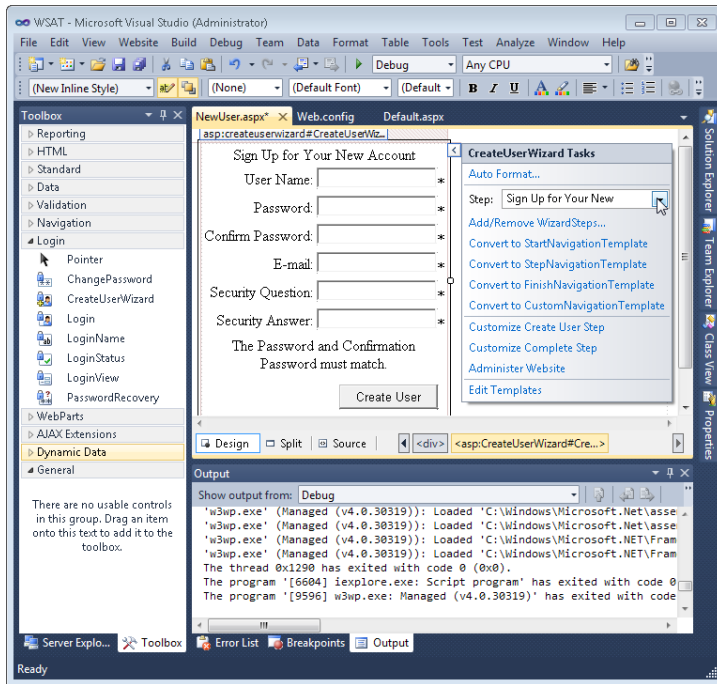 WSAT - Microsoft Visual Studio (Administrator)
File Edit View Website Build Debug Team Data Format Table Tools Test Analyze Window Help
Debug Any CPU
(New Inline Style) (None) (Default Font) (Default B I U A
Toolbox
Reporting
HTML
Standard
Data
Validation
Navigation
Login
Pointer
ChangePassword
CreateUserWizard
Login
LoginName
LoginStatus
LoginView
PasswordRecovery
WebParts
AJAX Extensions
Dynamic Data
General
There are no usable controls
in this group. Drag an item
onto this text to add it to the
toolbox.
Server Explo... Toolbox
NewUser.aspx* Web.config Default.aspx
asp:createuserwizard#CreateUserWiz...
Sign Up for Your New Account
User Name: *
Password: *
Confirm Password: *
E-mail: *
Security Question: *
Security Answer: *
The Password and Confirmation
Password must match.
Create User
CreateUserWizard Tasks
Auto Format...
Step: Sign Up for Your New
Add/Remove WizardSteps...
Convert to StartNavigationTemplate
Convert to StepNavigationTemplate
Convert to FinishNavigationTemplate
Convert to CustomNavigationTemplate
Customize Create User Step
Customize Complete Step
Administer Website
Edit Templates
Design Split Source <div> <asp:CreateUserWizard#Cre...>
Output
Show output from: Debug
'w3wp.exe' (Managed (v4.0.30319)): Loaded 'C:\Windows\Microsoft.Net\asse
'w3wp.exe' (Managed (v4.0.30319)): Loaded 'C:\Windows\Microsoft.Net\asse
'w3wp.exe' (Managed (v4.0.30319)): Loaded 'C:\Windows\Microsoft.NET\Fram
'w3wp.exe' (Managed (v4.0.30319)): Loaded 'C:\Windows\Microsoft.NET\Fram
The thread 0x1290 has exited with code 0 (0x0).
The program '[6604] iexplore.exe: Script program' has exited with code 0
The program '[9596] w3wp.exe: Managed (v4.0.30319)' has exited with code
Error List Breakpoints Output
Solution Explorer
Team Explorer
Class View
Properties
Ready